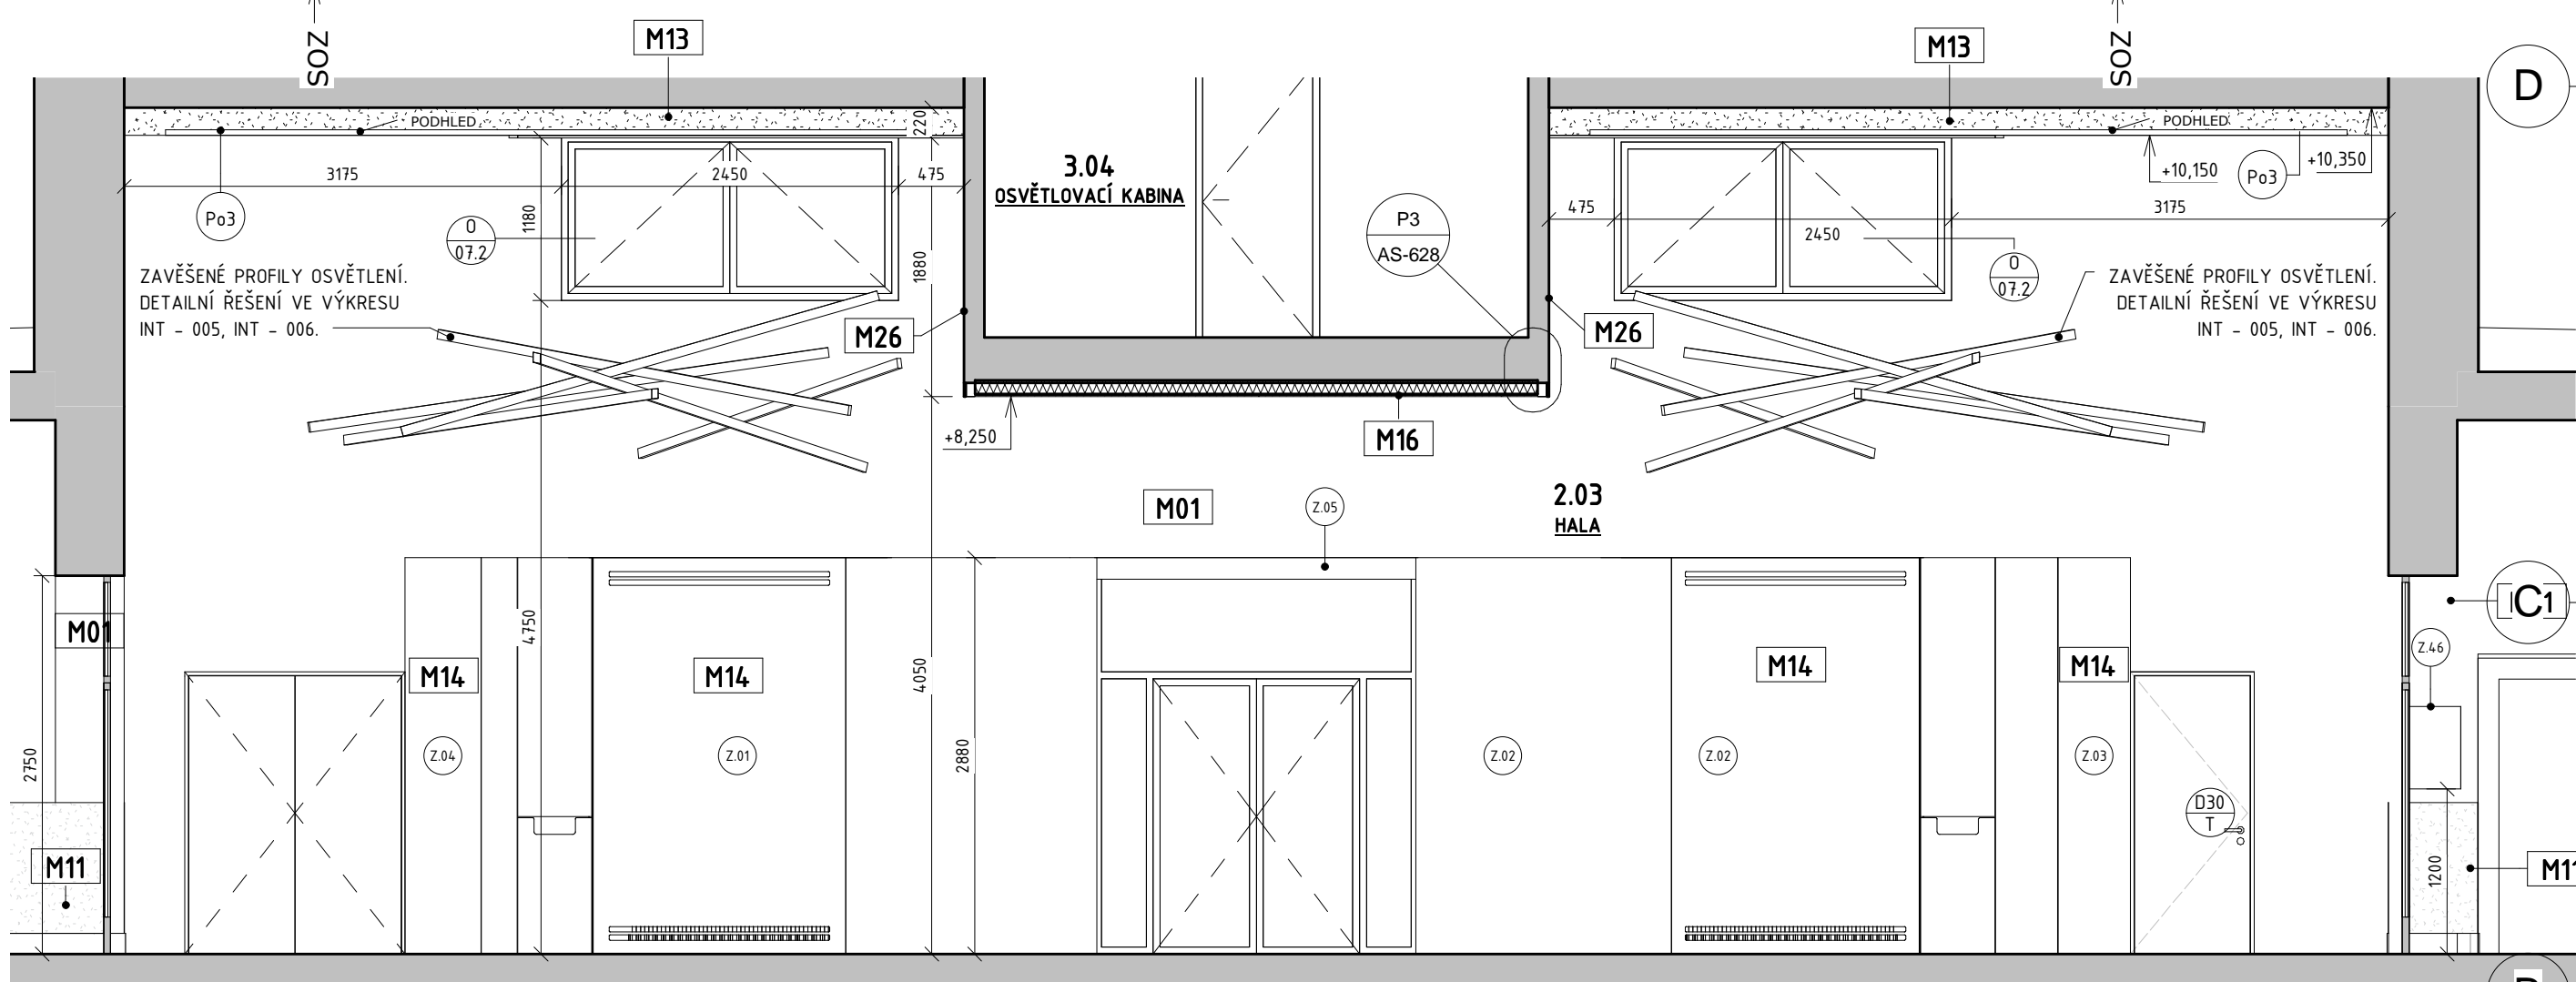 SOZ
M13
M13
SOZ
D
PODHLED
220
PODHLED
3.04
OSVĚTLOVACÍ KABINA
+10,150
Po3
+10,350
3175
2450
475
Po3
1180
O
07.2
1880
P3
AS-628
475
2450
3175
O
07.2
ZAVĚŠENÉ PROFILY OSVĚTLENÍ.
DETAILNÍ ŘEŠENÍ VE VÝKRESU
INT - 005, INT - 006.
ZAVĚŠENÉ PROFILY OSVĚTLENÍ.
DETAILNÍ ŘEŠENÍ VE VÝKRESU
INT - 005, INT - 006.
M26
M26
+8,250
M16
M01
Z.05
2.03
HALA
M01
4750
C1
Z.46
M14
M14
4050
M14
M14
2750
Z.04
Z.01
2880
Z.02
Z.02
Z.03
D30
T
M11
1200
M11